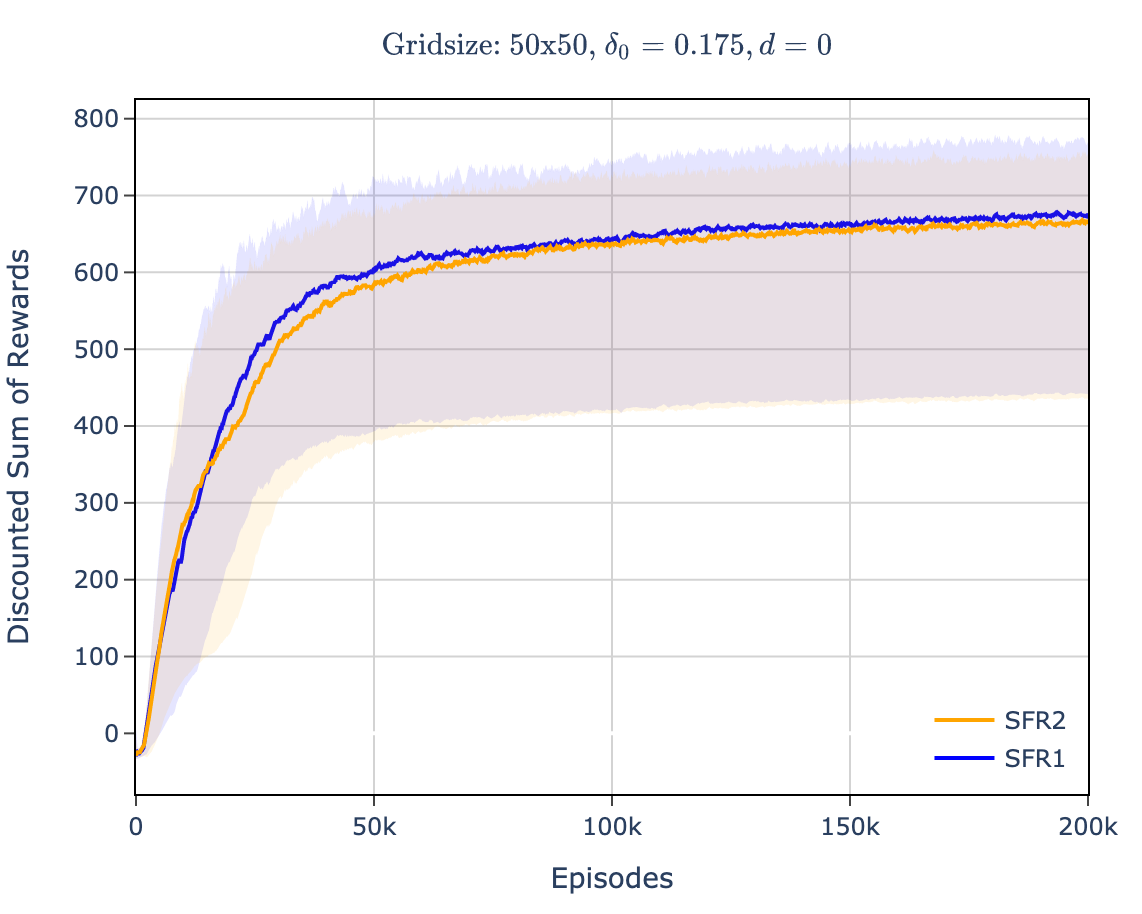 Gridsize: 50x50, δ₀ = 0.175, d = 0
Discounted Sum of Rewards
800
700
600
500
400
300
200
100
0
SFR2
SFR1
0
50k
100k
150k
200k
Episodes